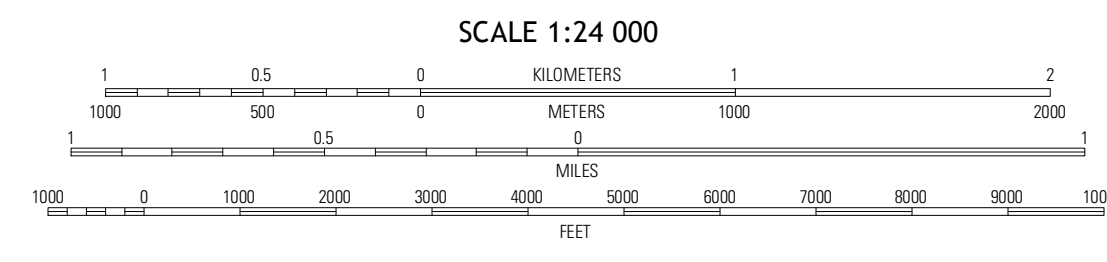 SCALE 1:24 000
1 0.5 0 KILOMETERS 1 2
1000 500 0 METERS 1000 2000
1 0.5 0 1
MILES
1000 0 1000 2000 3000 4000 5000 6000 7000 8000 9000 100
FEET